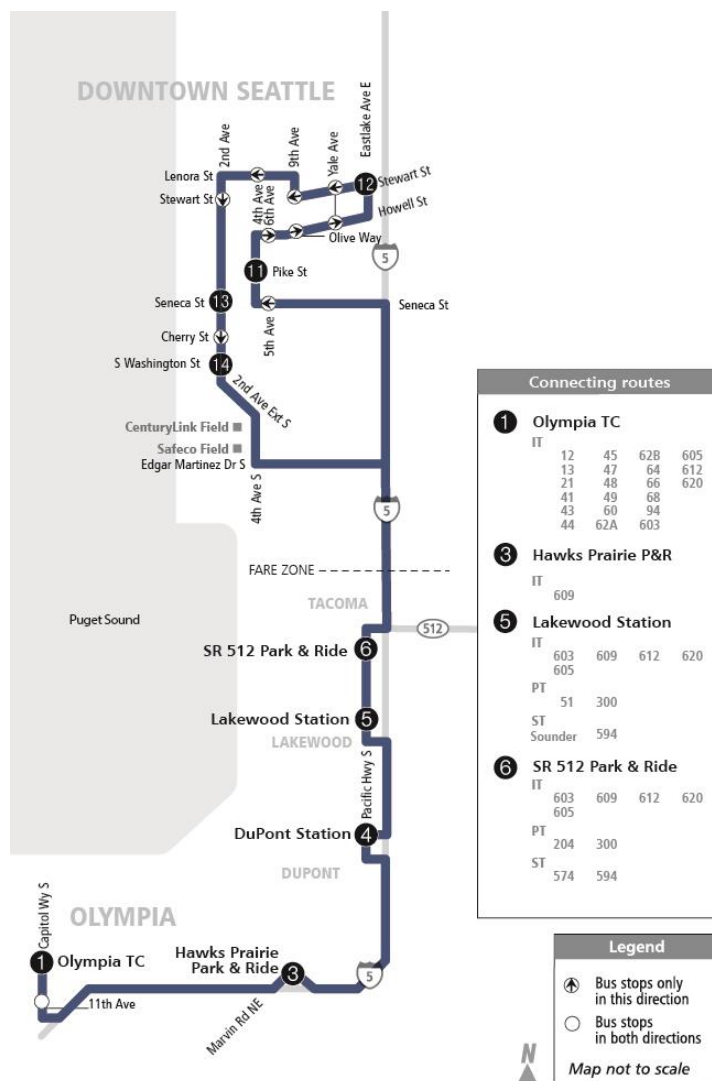 DOWNTOWN SEATTLE
2nd Ave
9th Ave
Yale Ave
Eastlake Ave E
Lenora St
Stewart St
4th Ave
6th Ave
12
Stewart St
Howell St
Olive Way
5
11
Pike St
Seneca St
13
5th Ave
Seneca St
Cherry St
S Washington St
14
2nd Ave Ext S
CenturyLink Field
Safeco Field
Edgar Martinez Dr S
4th Ave S
5
FARE ZONE
TACOMA
512
Puget Sound
SR 512 Park & Ride
6
Lakewood Station
5
LAKEWOOD
Pacific Hwy S
DuPont Station
4
DUPONT
OLYMPIA
Capitol Wy S
1
Olympia TC
Hawks Prairie
Park & Ride
3
5
11th Ave
Marvin Rd NE
Connecting routes
1 Olympia TC
IT
12 45 62B 605
13 47 64 612
21 48 66 620
41 49 68
43 60 94
44 62A 603
3 Hawks Prairie P&R
IT
609
5 Lakewood Station
IT
603 609 612 620
605
PT
51 300
ST
Sounder 594
6 SR 512 Park & Ride
IT
603 609 612 620
605
PT
204 300
ST
574 594
Legend
Bus stops only
in this direction
Bus stops
in both directions
Map not to scale
N